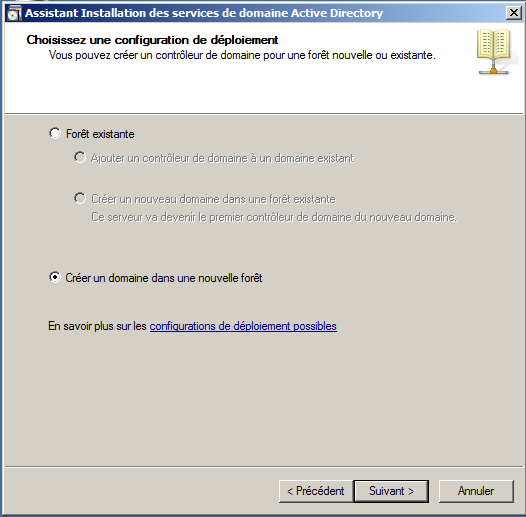 Assistant Installation des services de domaine Active Directory
Choisissez une configuration de déploiement
Vous pouvez créer un contrôleur de domaine pour une forêt nouvelle ou existante.
Forêt existante
Ajouter un contrôleur de domaine à un domaine existant
Créer un nouveau domaine dans une forêt existante
Ce serveur va devenir le premier contrôleur de domaine du nouveau domaine.
Créer un domaine dans une nouvelle forêt
En savoir plus sur les configurations de déploiement possibles
< Précédent Suivant > Annuler